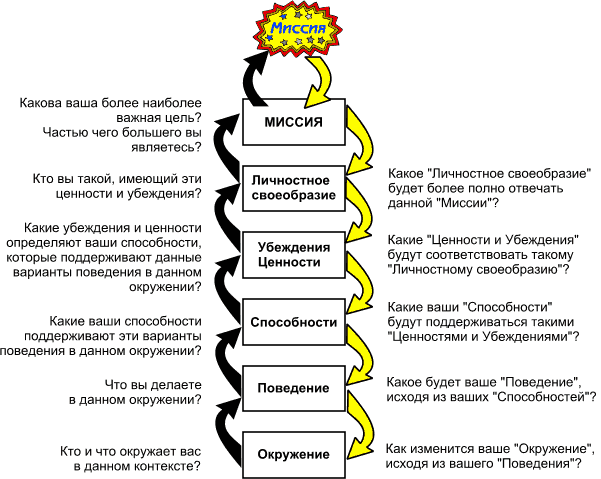 Миссия
Какова ваша более наиболее
важная цель?
Частью чего большего вы
являетесь?
МИССИЯ
Кто вы такой, имеющий эти
ценности и убеждения?
Личностное
своеобразие
Какое "Личностное своеобразие"
будет более полно отвечать
данной "Миссии"?
Какие убеждения и ценности
определяют ваши способности,
которые поддерживают данные
варианты поведения в данном
окружении?
Убеждения
Ценности
Какие "Ценности и Убеждения"
будут соответствовать такому
"Личностному своеобразию"?
Какие ваши способности
поддерживают эти варианты
поведения в данном окружении?
Способности
Какие ваши "Способности"
будут поддерживаться такими
"Ценностями и Убеждениями"?
Что вы делаете
в данном окружении?
Поведение
Какое будет ваше "Поведение",
исходя из ваших "Способностей"?
Кто и что окружает вас
в данном контексте?
Окружение
Как изменится ваше "Окружение",
исходя из вашего "Поведения"?